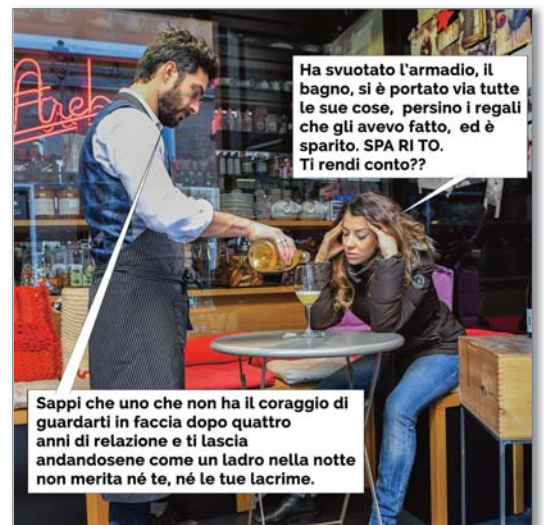 Arch
Ha svuotato l'armadio, il
bagno, si è portato via tutte
le sue cose, persino i regali
che gli avevo fatto, ed è
sparito. SPA RI TO.
Ti rendi conto??
Sappi che uno che non ha il coraggio di
guardarti in faccia dopo quattro
anni di relazione e ti lascia
andandosene come un ladro nella notte
non merita né te, né le tue lacrime.